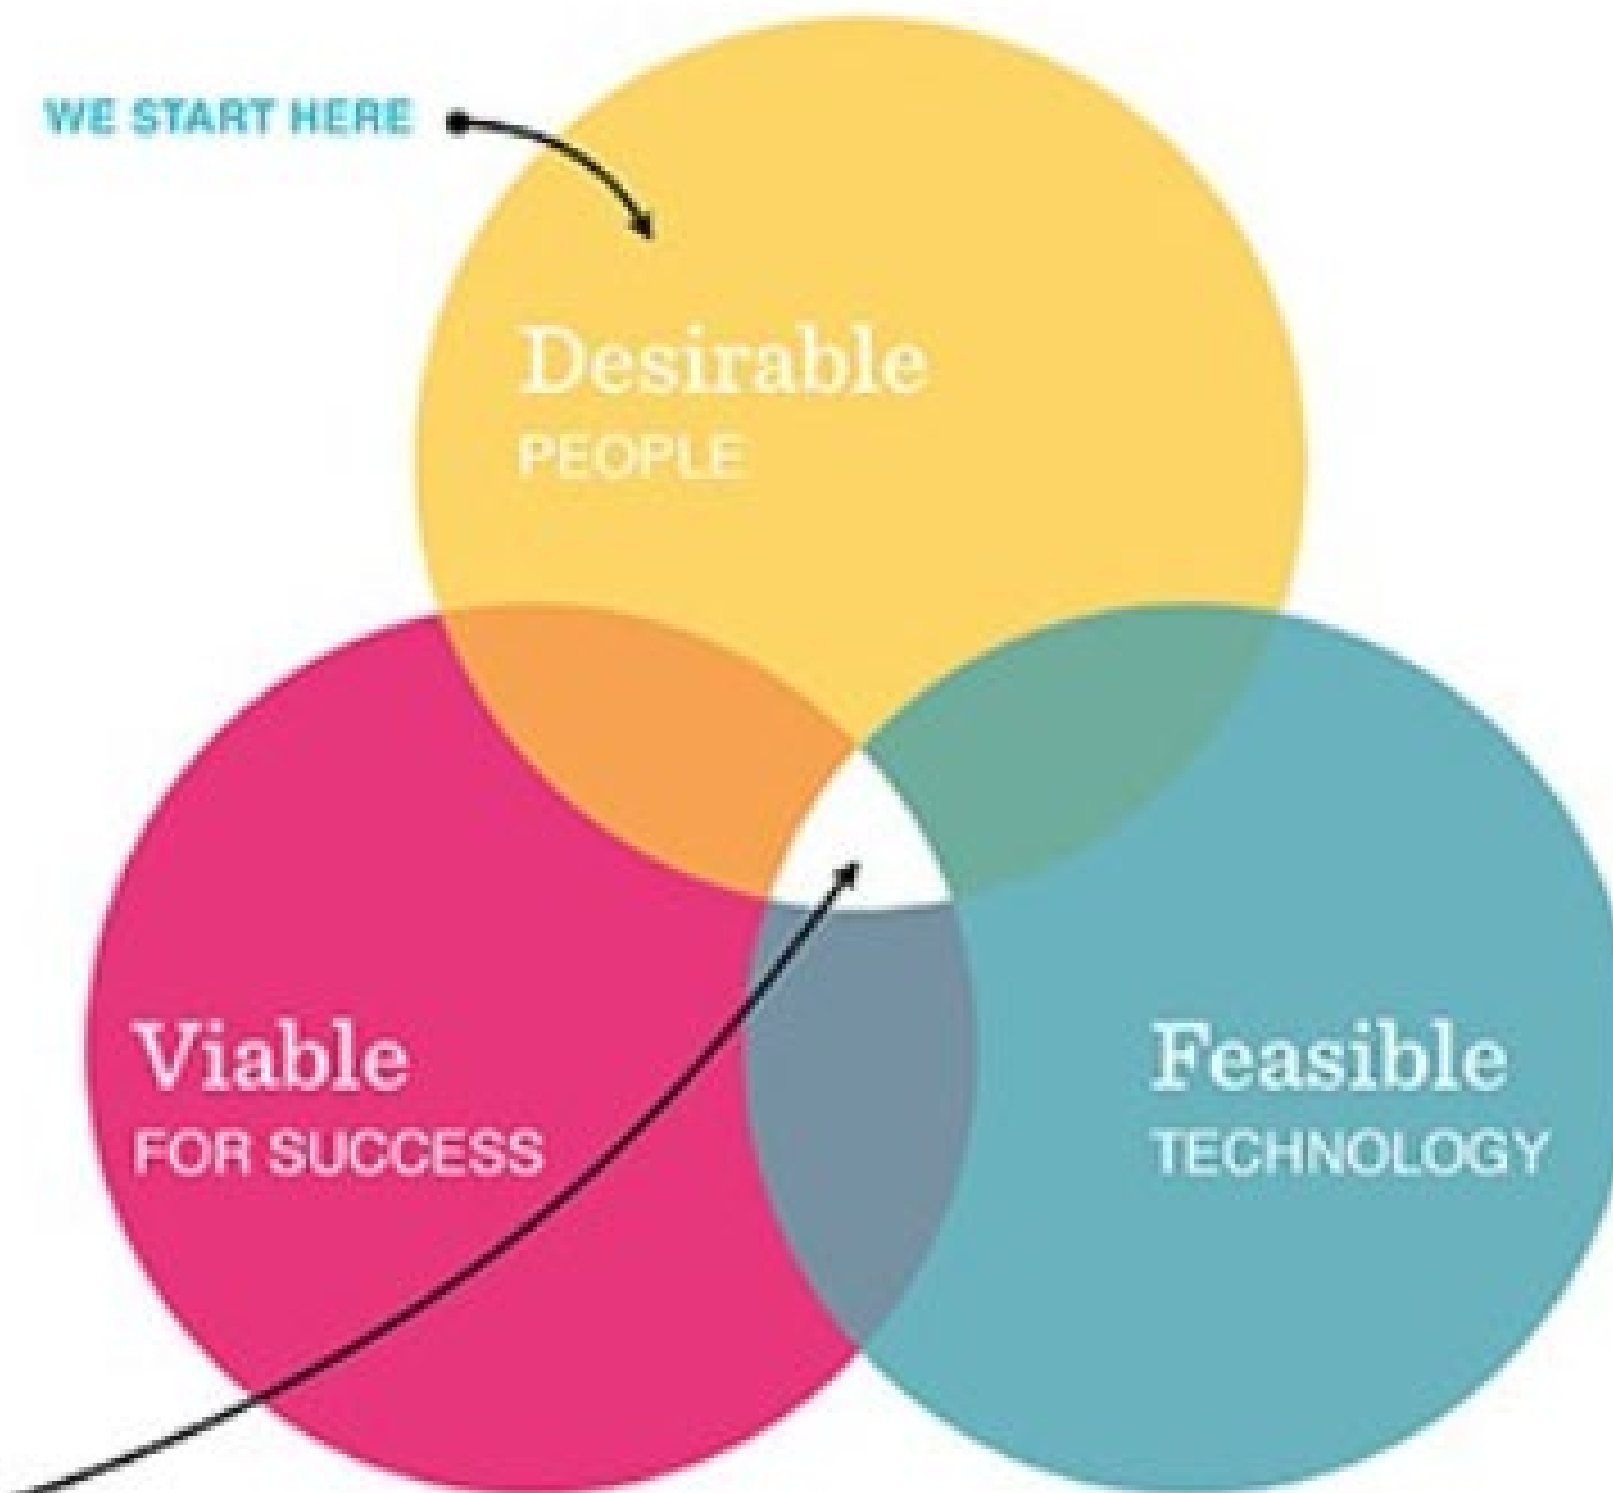 WE START HERE
Desirable
PEOPLE
Viable
FOR SUCCESS
Feasible
TECHNOLOGY